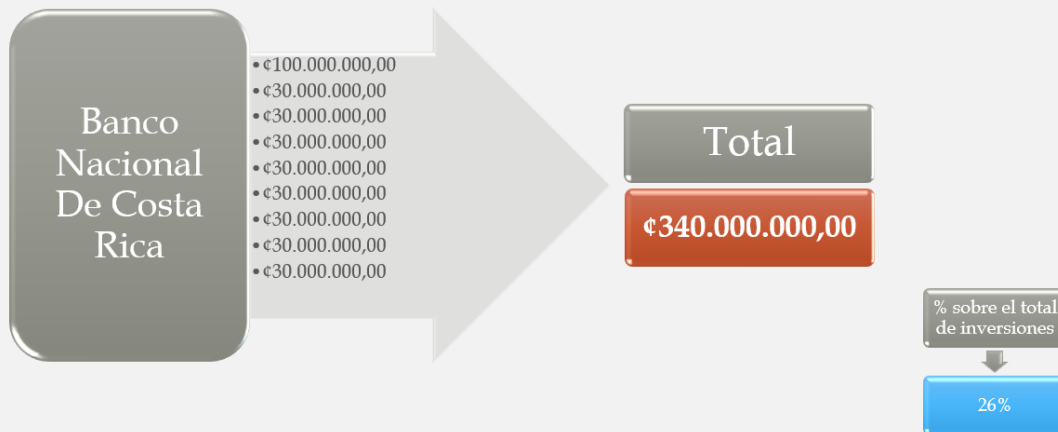 Banco
Nacional
De Costa
Rica
• ¢100.000.000,00
• ¢30.000.000,00
• ¢30.000.000,00
• ¢30.000.000,00
• ¢30.000.000,00
• ¢30.000.000,00
• ¢30.000.000,00
• ¢30.000.000,00
• ¢30.000.000,00
Total
¢340.000.000,00
% sobre el total
de inversiones
26%